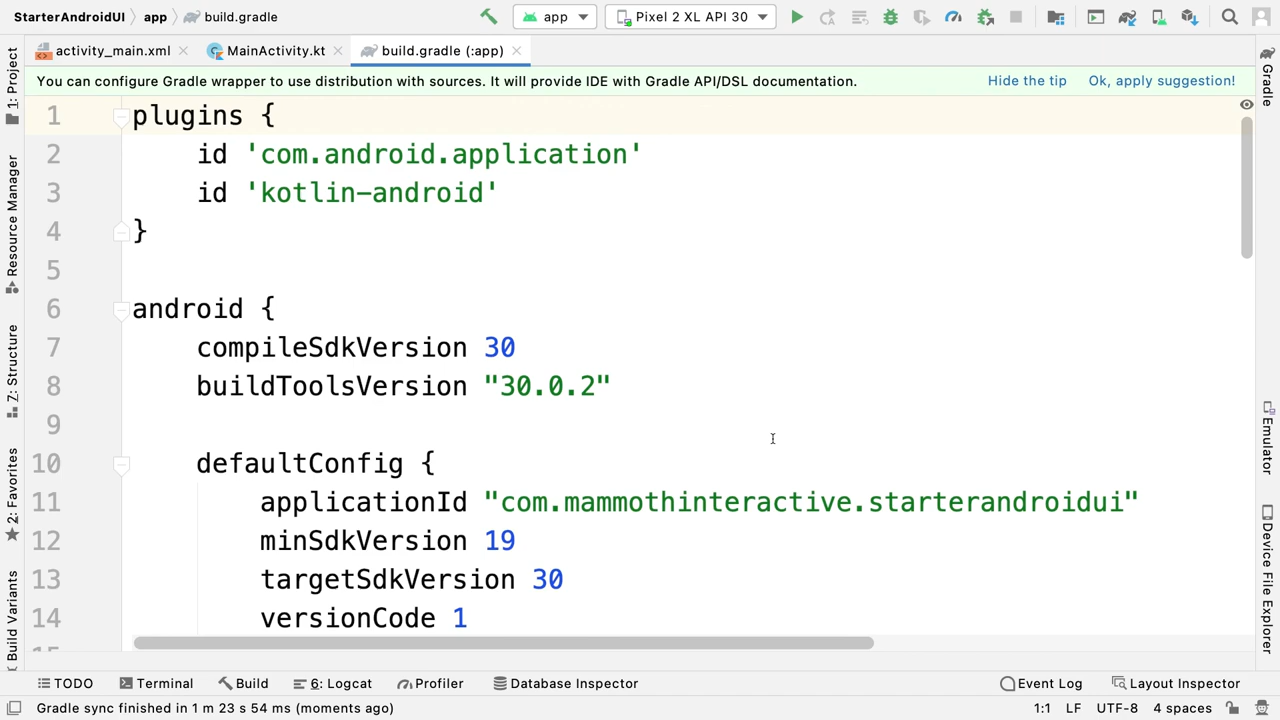 StarterAndroidUI
app
build.gradle
app
Pixel 2 XL API 30
activity_main.xml
MainActivity.kt
build.gradle (:app)
You can configure Gradle wrapper to use distribution with sources. It will provide IDE with Gradle API/DSL documentation.
Hide the tip
Ok, apply suggestion!
1: Project
Resource Manager
Z: Structure
2: Favorites
Build Variants
1 plugins {
2 id 'com.android.application'
3 id 'kotlin-android'
4 }
5
6 android {
7 compileSdkVersion 30
8 buildToolsVersion "30.0.2"
9
10 defaultConfig {
11 applicationId "com.mammothinteractive.starterandroidui"
12 minSdkVersion 19
13 targetSdkVersion 30
14 versionCode 1
Gradle
Emulator
Device File Explorer
TODO
Terminal
Build
6: Logcat
Profiler
Database Inspector
Event Log
Layout Inspector
Gradle sync finished in 1 m 23 s 54 ms (moments ago)
1:1
LF
UTF-8
4 spaces